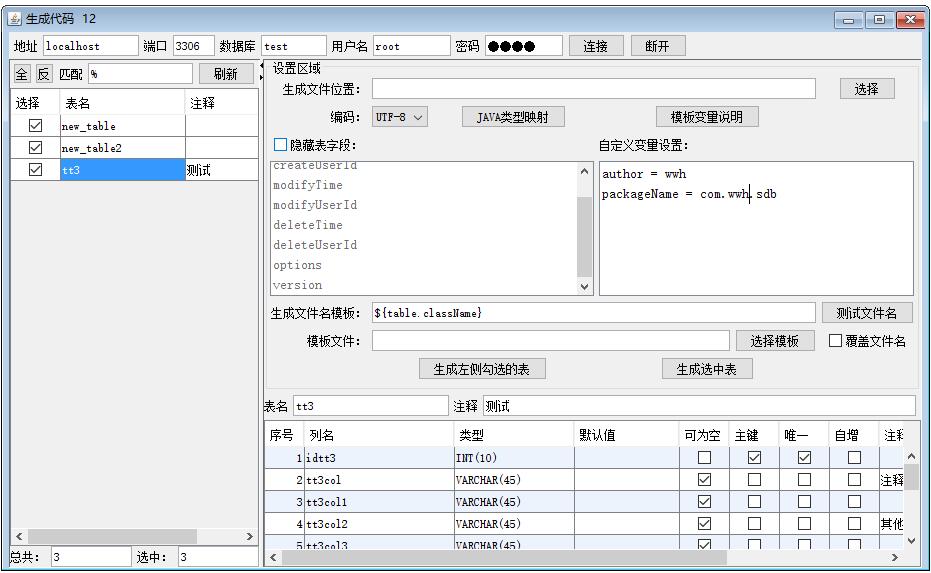 生成代码 12
地址 localhost 端口 3306 数据库 test 用户名 root 密码 ●●●● 连接 断开
全 反 匹配 % 刷新
选择 表名 注释
new_table
new_table2
tt3 测试
总共: 3 选中: 3
设置区域
生成文件位置: 选择
编码: UTF-8 JAVA类型映射 模板变量说明
隐藏表字段: 自定义变量设置:
createUserId
modifyTime
modifyUserId
deleteTime
deleteUserId
options
version
author = wwh
packageName = com.wwh.sdb
生成文件名模板: ${table.className} 测试文件名
模板文件: 选择模板 覆盖文件名
生成左侧勾选的表 生成选中表
表名 tt3 注释 测试
序号 列名 类型 默认值 可为空 主键 唯一 自增 注释
1 idtt3 INT(10)
2 tt3col VARCHAR(45) 注释
3 tt3col1 VARCHAR(45)
4 tt3col2 VARCHAR(45) 其他
5 tt3col3 VARCHAR(45)